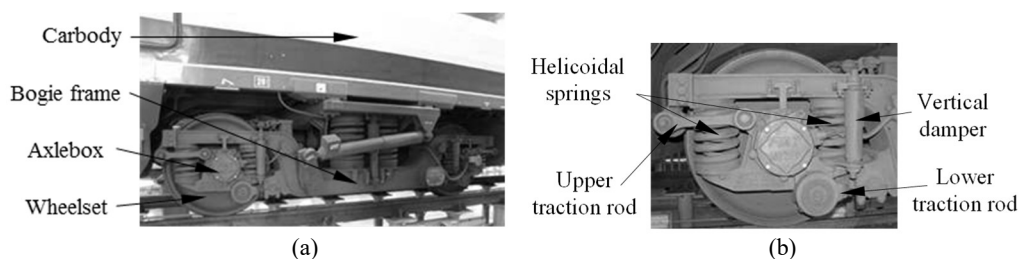 Carbody
Bogie frame
Axlebox
Wheelset
(a)
Helicoidal
springs
Vertical
damper
Upper
traction rod
Lower
traction rod
(b)